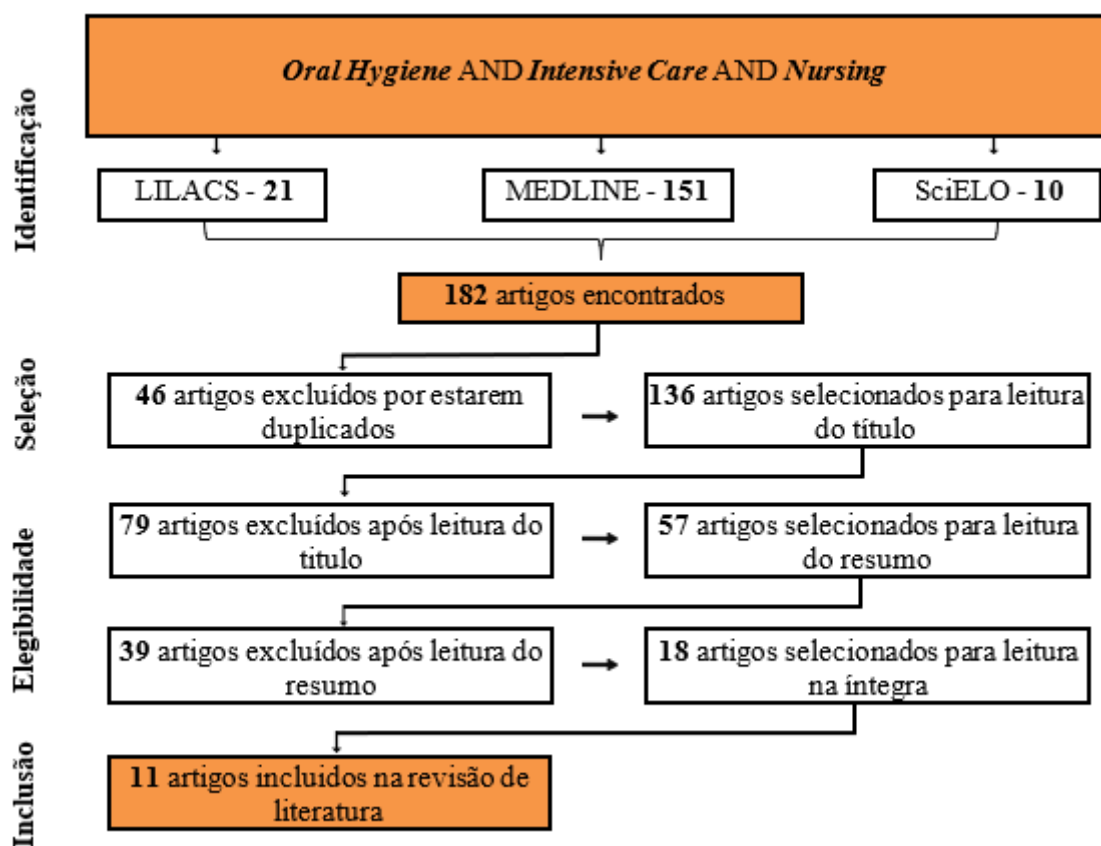 Identificação
Oral Hygiene AND Intensive Care AND Nursing
LILACS - 21
MEDLINE - 151
SciELO - 10
182 artigos encontrados
Seleção
46 artigos excluídos por estarem
duplicados
136 artigos selecionados para leitura
do título
Elegibilidade
79 artigos excluídos após leitura do
titulo
57 artigos selecionados para leitura
do resumo
39 artigos excluídos após leitura do
resumo
18 artigos selecionados para leitura
na íntegra
Inclusão
11 artigos incluidos na revisão de
literatura